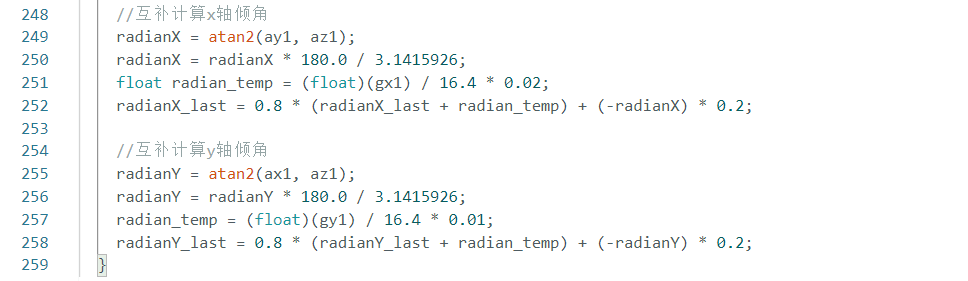 248 //互补计算x轴倾角
249 radianX = atan2(ay1, az1);
250 radianX = radianX * 180.0 / 3.1415926;
251 float radian_temp = (float)(gx1) / 16.4 * 0.02;
252 radianX_last = 0.8 * (radianX_last + radian_temp) + (-radianX) * 0.2;
253
254 //互补计算y轴倾角
255 radianY = atan2(ax1, az1);
256 radianY = radianY * 180.0 / 3.1415926;
257 radian_temp = (float)(gy1) / 16.4 * 0.01;
258 radianY_last = 0.8 * (radianY_last + radian_temp) + (-radianY) * 0.2;
259 }